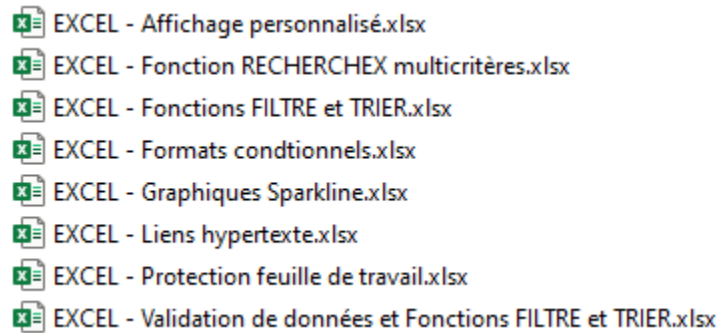 EXCEL - Affichage personnalisé.xlsx
EXCEL - Fonction RECHERCHEX multicritères.xlsx
EXCEL - Fonctions FILTRE et TRIER.xlsx
EXCEL - Formats condtionnels.xlsx
EXCEL - Graphiques Sparkline.xlsx
EXCEL - Liens hypertexte.xlsx
EXCEL - Protection feuille de travail.xlsx
EXCEL - Validation de données et Fonctions FILTRE et TRIER.xlsx